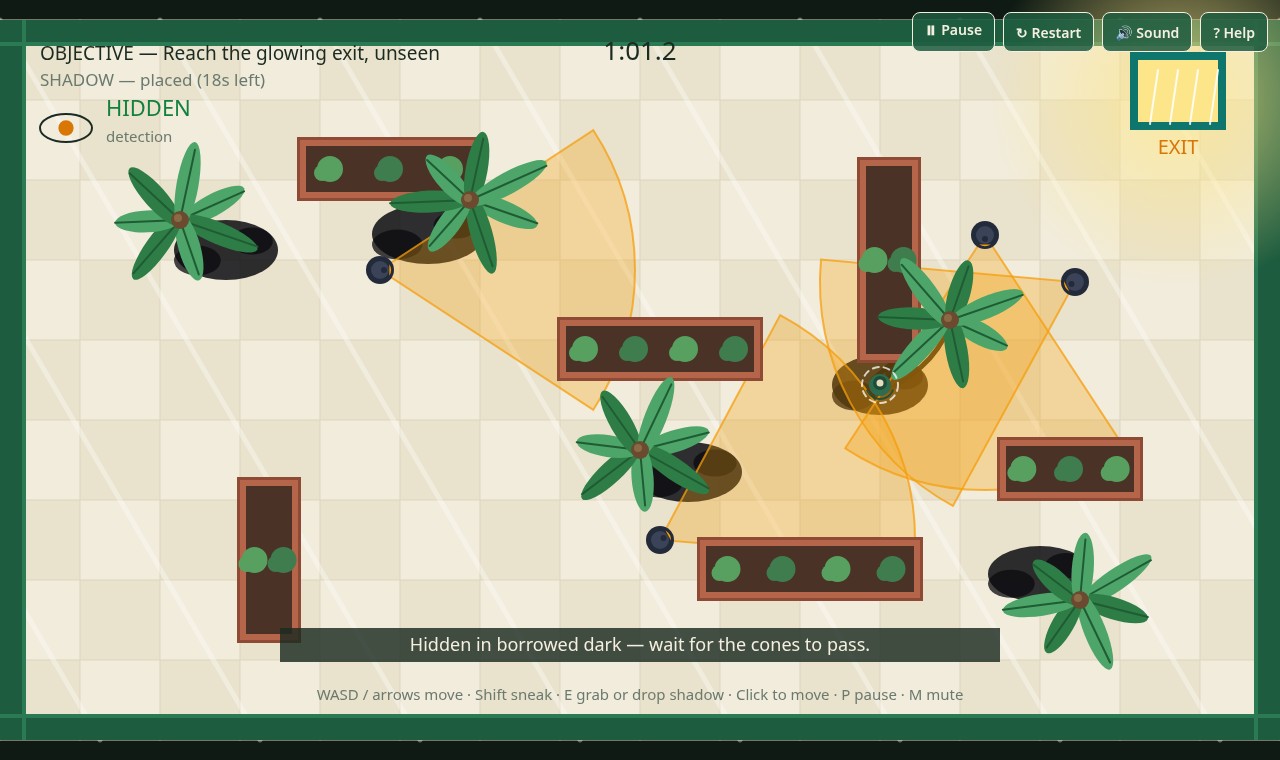 ⏸ Pause
↻ Restart
🔊 Sound
? Help
OBJECTIVE — Reach the glowing exit, unseen
1:01.2
SHADOW — placed (18s left)
HIDDEN
detection
EXIT
Hidden in borrowed dark — wait for the cones to pass.
WASD / arrows move · Shift sneak · E grab or drop shadow · Click to move · P pause · M mute